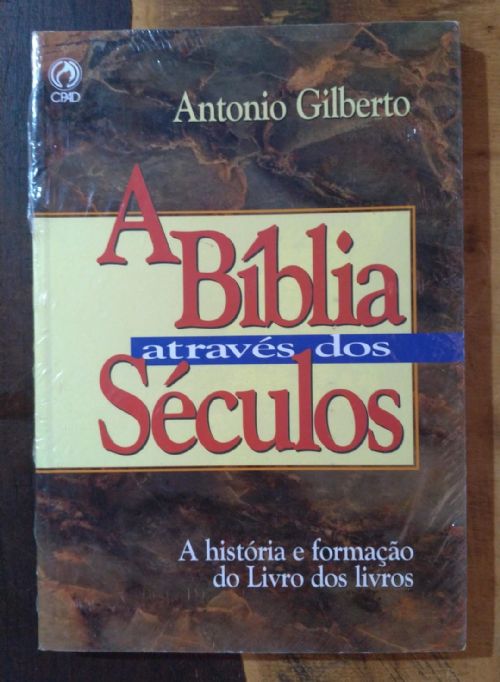 CPAD
Antonio Gilberto
A
Bíblia
através dos
Séculos
A história e formação
do Livro dos livros